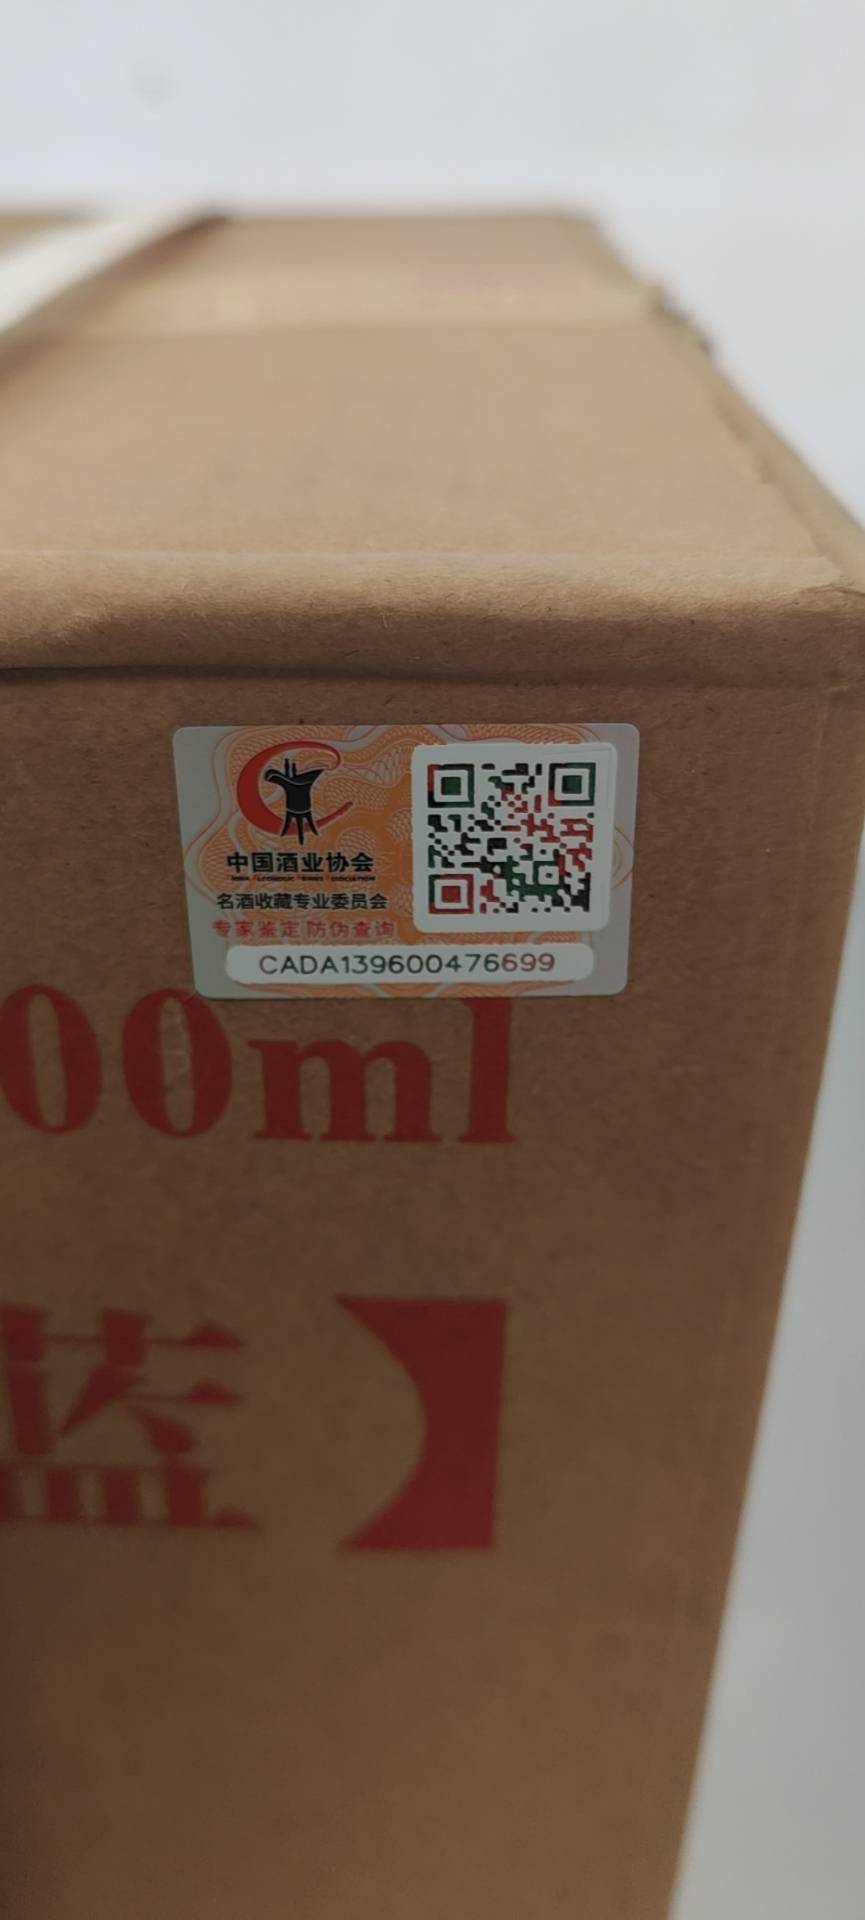 中国酒业协会
名酒收藏专业委员会
专家鉴定 防伪查询
CADA139600476699
00ml
蓝】